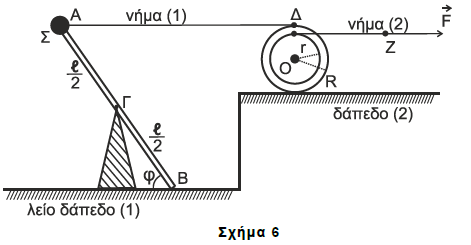 Α
Σ
νήμα (1)
Δ
νήμα (2)
F
Ζ
r
Ο
R
ℓ/2
Γ
ℓ/2
φ
Β
δάπεδο (2)
λείο δάπεδο (1)
Σχήμα 6